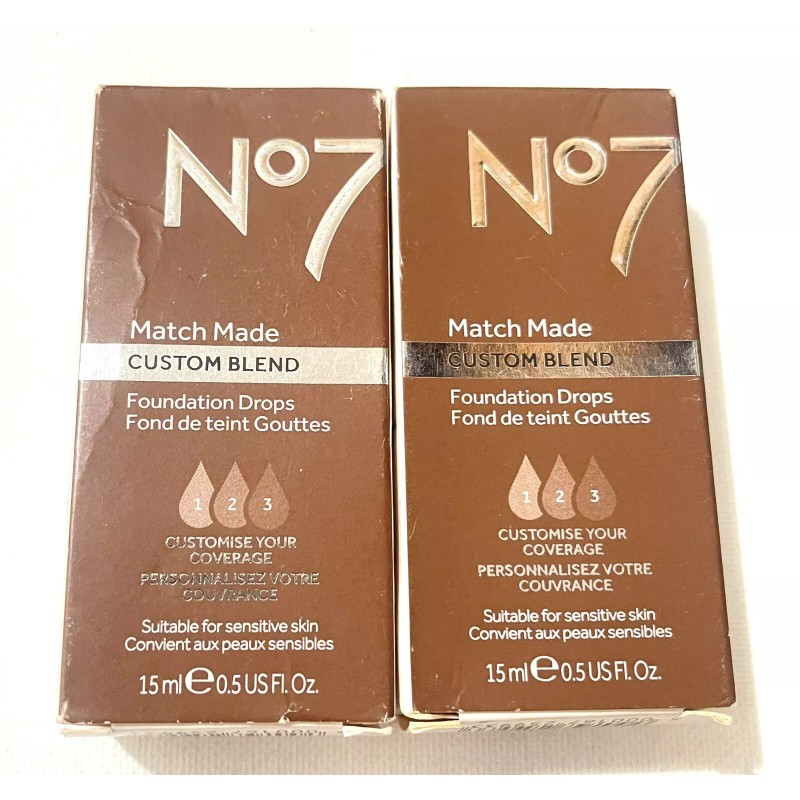 No7
Match Made
CUSTOM BLEND
Foundation Drops
Fond de teint Gouttes
1 2 3
CUSTOMISE YOUR
COVERAGE
PERSONNALISEZ VOTRE
COUVRANCE
Suitable for sensitive skin
Convient aux peaux sensibles
15 ml e 0.5 US Fl. Oz.
No7
Match Made
CUSTOM BLEND
Foundation Drops
Fond de teint Gouttes
1 2 3
CUSTOMISE YOUR
COVERAGE
PERSONNALISEZ VOTRE
COUVRANCE
Suitable for sensitive skin
Convient aux peaux sensibles
15 ml e 0.5 US Fl. Oz.